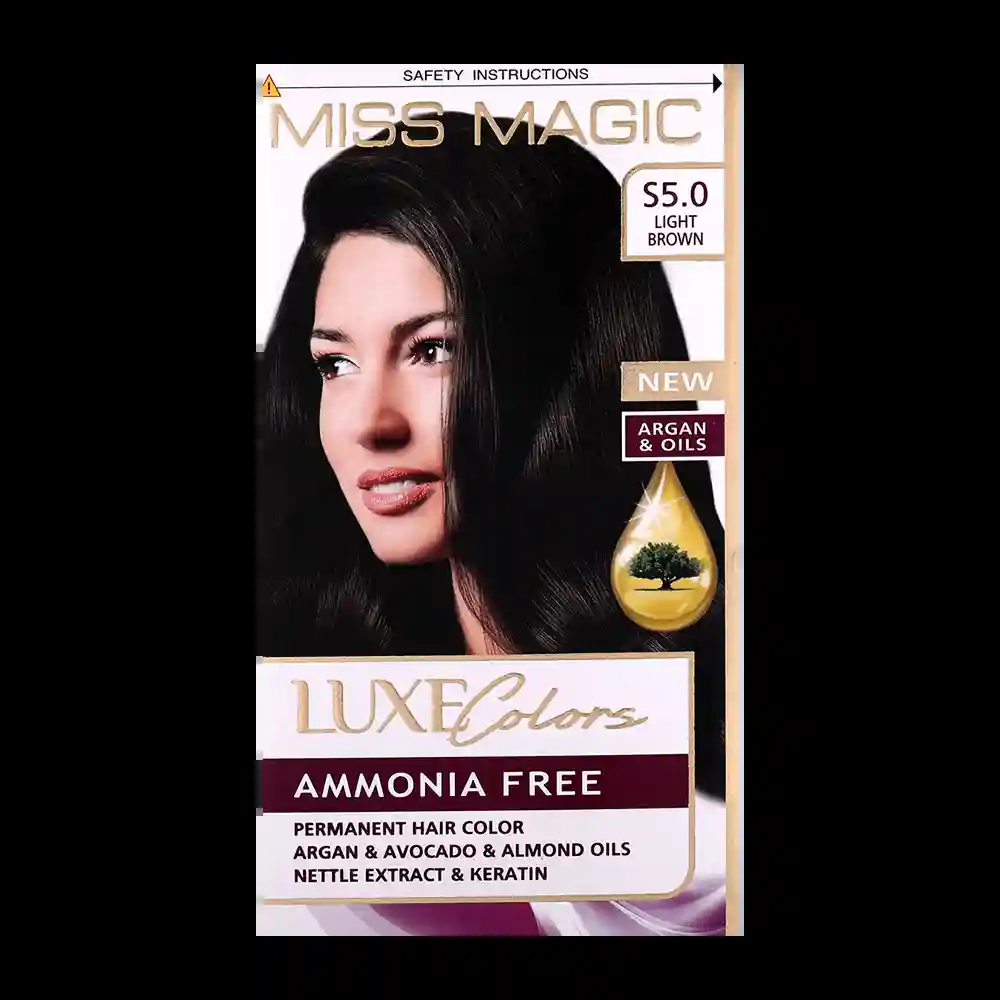 SAFETY INSTRUCTIONS
MISS MAGIC
S5.0
LIGHT
BROWN
NEW
ARGAN
& OILS
LUXE Colors
AMMONIA FREE
PERMANENT HAIR COLOR
ARGAN & AVOCADO & ALMOND OILS
NETTLE EXTRACT & KERATIN